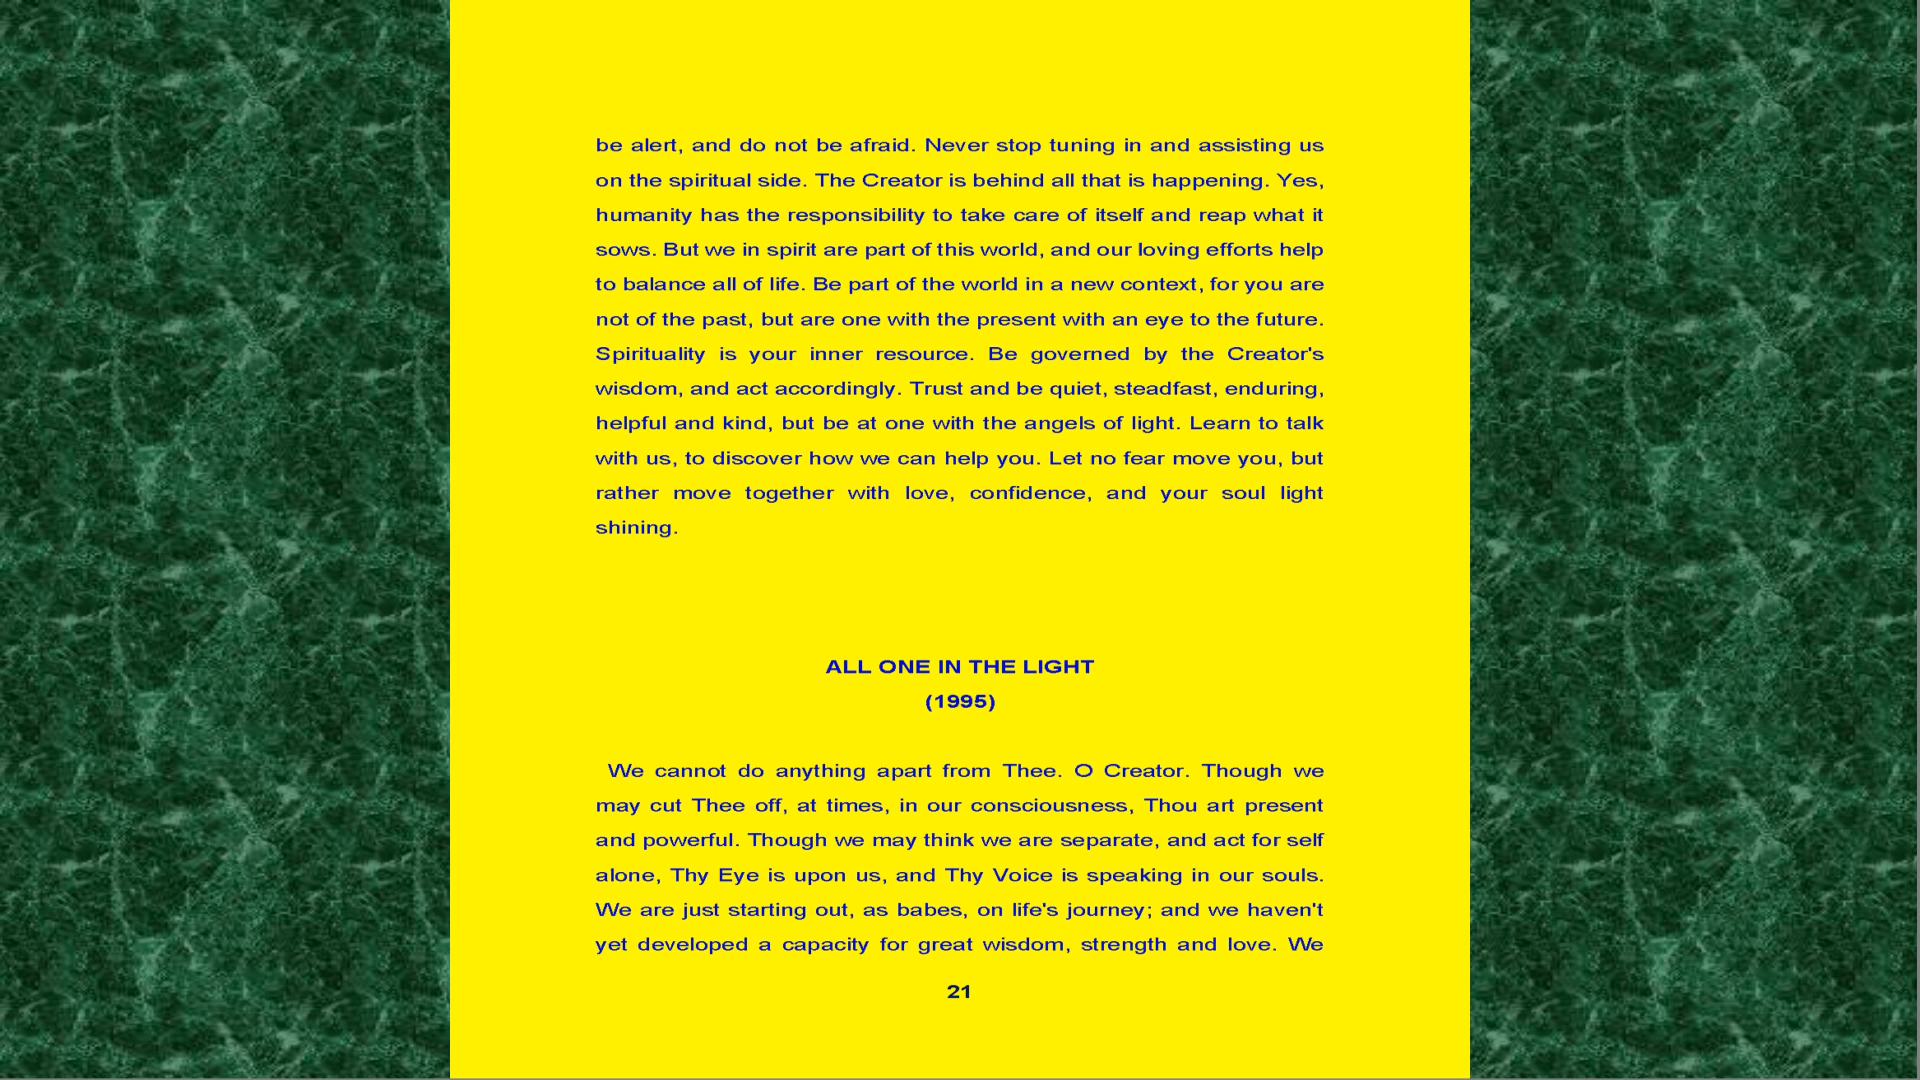 be alert, and do not be afraid. Never stop tuning in and assisting us
on the spiritual side. The Creator is behind all that is happening. Yes,
humanity has the responsibility to take care of itself and reap what it
sows. But we in spirit are part of this world, and our loving efforts help
to balance all of life. Be part of the world in a new context, for you are
not of the past, but are one with the present with an eye to the future.
Spirituality is your inner resource. Be governed by the Creator's
wisdom, and act accordingly. Trust and be quiet, steadfast, enduring,
helpful and kind, but be at one with the angels of light. Learn to talk
with us, to discover how we can help you. Let no fear move you, but
rather move together with love, confidence, and your soul light
shining.
ALL ONE IN THE LIGHT
(1995)
We cannot do anything apart from Thee. O Creator. Though we
may cut Thee off, at times, in our consciousness, Thou art present
and powerful. Though we may think we are separate, and act for self
alone, Thy Eye is upon us, and Thy Voice is speaking in our souls.
We are just starting out, as babes, on life's journey; and we haven't
yet developed a capacity for great wisdom, strength and love. We
21